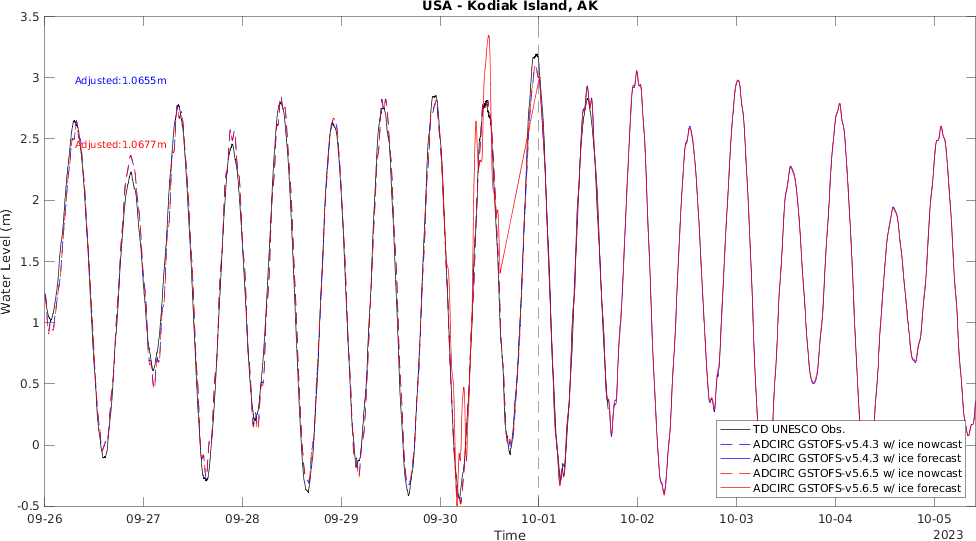 USA - Kodiak Island, AK
3.5
3
2.5
2
1.5
1
0.5
0
-0.5
Water Level (m)
Adjusted:1.0655m
Adjusted:1.0677m
TD UNESCO Obs.
ADCIRC GSTOFS-v5.4.3 w/ ice nowcast
ADCIRC GSTOFS-v5.4.3 w/ ice forecast
ADCIRC GSTOFS-v5.6.5 w/ ice nowcast
ADCIRC GSTOFS-v5.6.5 w/ ice forecast
09-26 09-27 09-28 09-29 09-30 10-01 10-02 10-03 10-04 10-05
Time
2023